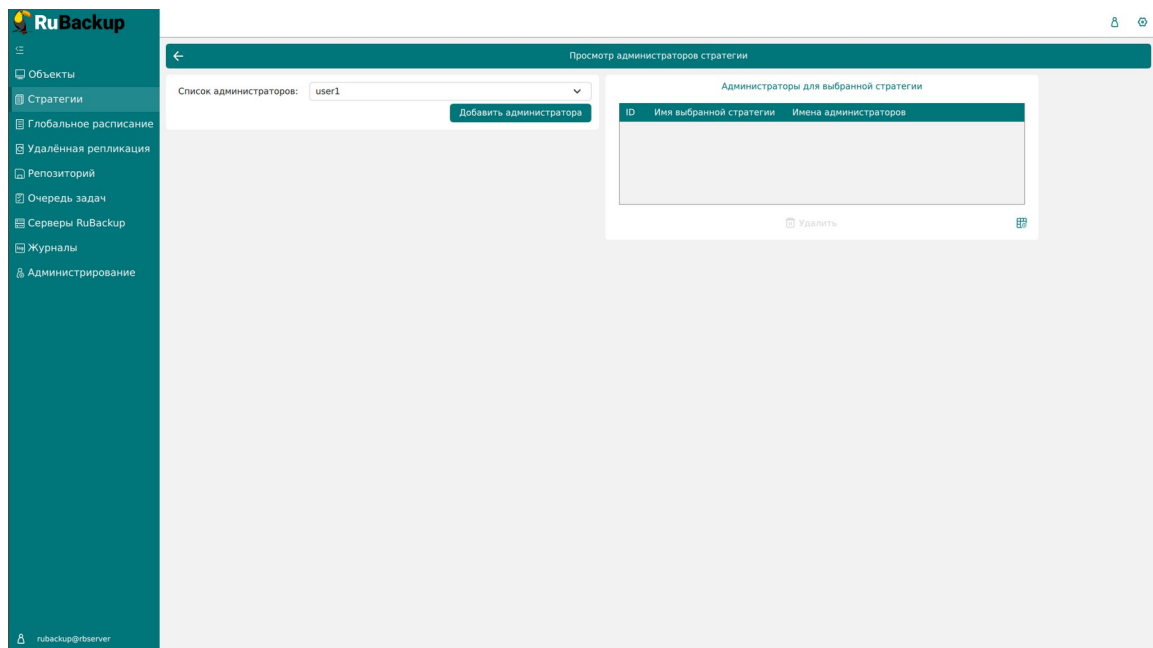 RuBackup
Просмотр администраторов стратегии
Объекты
Стратегии
Глобальное расписание
Удалённая репликация
Репозиторий
Очередь задач
Серверы RuBackup
Журналы
Администрирование
Список администраторов: user1
Добавить администратора
Администраторы для выбранной стратегии
ID Имя выбранной стратегии Имена администраторов
Удалить
rubackup@rbserver